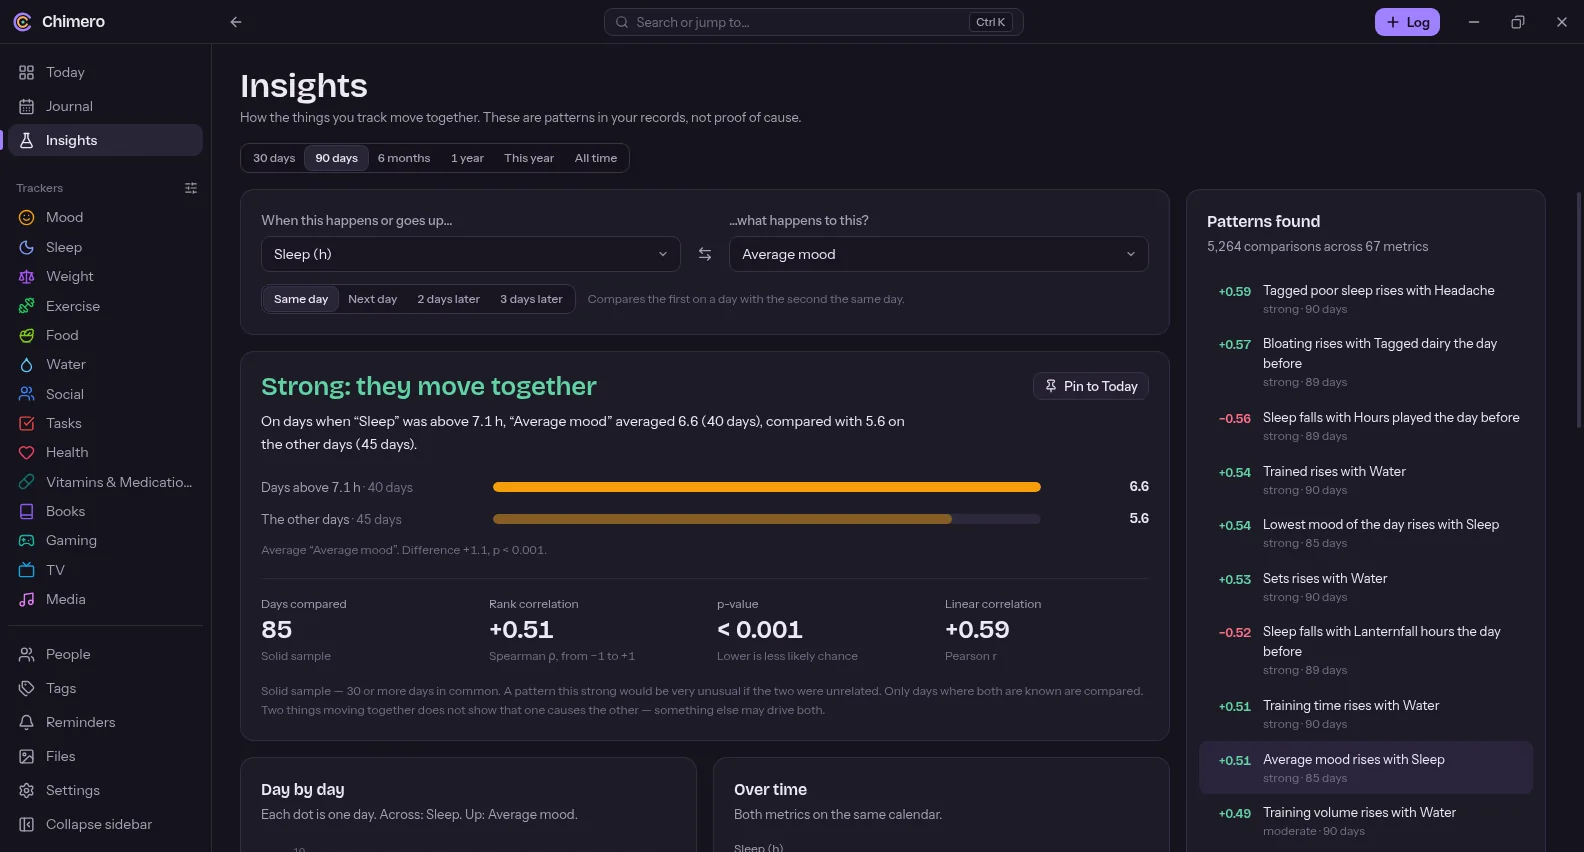 Chimero
Search or jump to...
Ctrl K
Log
Today
Journal
Insights
Trackers
Mood
Sleep
Weight
Exercise
Food
Water
Social
Tasks
Health
Vitamins & Medicatio...
Books
Gaming
TV
Media
People
Tags
Reminders
Files
Settings
Collapse sidebar
Insights
How the things you track move together. These are patterns in your records, not proof of cause.
30 days
90 days
6 months
1 year
This year
All time
When this happens or goes up...
Sleep (h)
...what happens to this?
Average mood
Same day
Next day
2 days later
3 days later
Compares the first on a day with the second the same day.
Strong: they move together
Pin to Today
On days when “Sleep” was above 7.1 h, “Average mood” averaged 6.6 (40 days), compared with 5.6 on
the other days (45 days).
Days above 7.1 h · 40 days
6.6
The other days · 45 days
5.6
Average “Average mood”. Difference +1.1, p < 0.001.
Days compared
85
Solid sample
Rank correlation
+0.51
Spearman ρ, from −1 to +1
p-value
< 0.001
Lower is less likely chance
Linear correlation
+0.59
Pearson r
Solid sample — 30 or more days in common. A pattern this strong would be very unusual if the two were unrelated. Only days where both are known are compared.
Two things moving together does not show that one causes the other — something else may drive both.
Day by day
Each dot is one day. Across: Sleep. Up: Average mood.
10
Over time
Both metrics on the same calendar.
Sleep (h)
Patterns found
5,264 comparisons across 67 metrics
+0.59
Tagged poor sleep rises with Headache
strong · 90 days
+0.57
Bloating rises with Tagged dairy the day
before
strong · 89 days
−0.56
Sleep falls with Hours played the day before
strong · 89 days
+0.54
Trained rises with Water
strong · 90 days
+0.54
Lowest mood of the day rises with Sleep
strong · 85 days
+0.53
Sets rises with Water
strong · 90 days
−0.52
Sleep falls with Lanternfall hours the day
before
strong · 89 days
+0.51
Training time rises with Water
strong · 90 days
+0.51
Average mood rises with Sleep
strong · 85 days
+0.49
Training volume rises with Water
moderate · 90 days